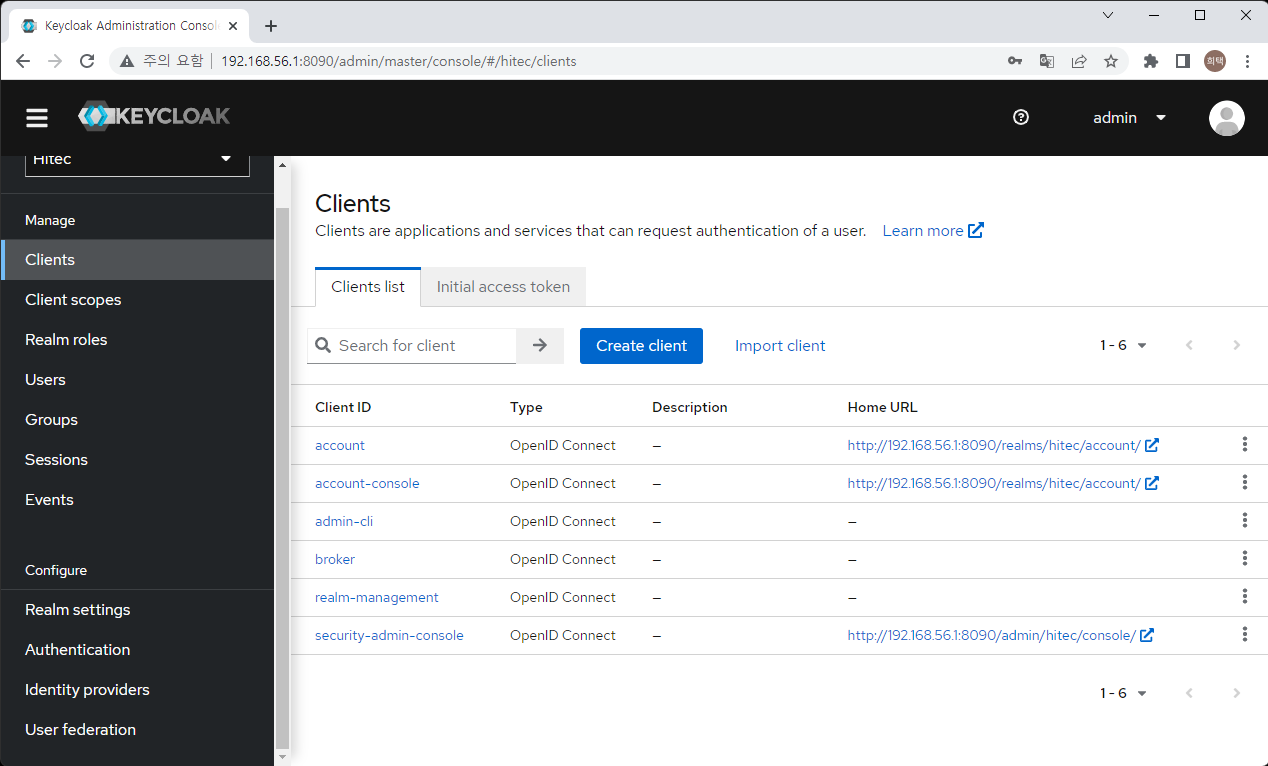 Keycloak Administration Consol
주의 요함 192.168.56.1:8090/admin/master/console/#/hitec/clients
희택
KEYCLOAK
admin
Hitec
Manage
Clients
Client scopes
Realm roles
Users
Groups
Sessions
Events
Configure
Realm settings
Authentication
Identity providers
User federation
Clients
Clients are applications and services that can request authentication of a user. Learn more
Clients list Initial access token
Search for client Create client Import client 1 - 6
Client ID Type Description Home URL
account OpenID Connect – http://192.168.56.1:8090/realms/hitec/account/
account-console OpenID Connect – http://192.168.56.1:8090/realms/hitec/account/
admin-cli OpenID Connect – –
broker OpenID Connect – –
realm-management OpenID Connect – –
security-admin-console OpenID Connect – http://192.168.56.1:8090/admin/hitec/console/
1 - 6